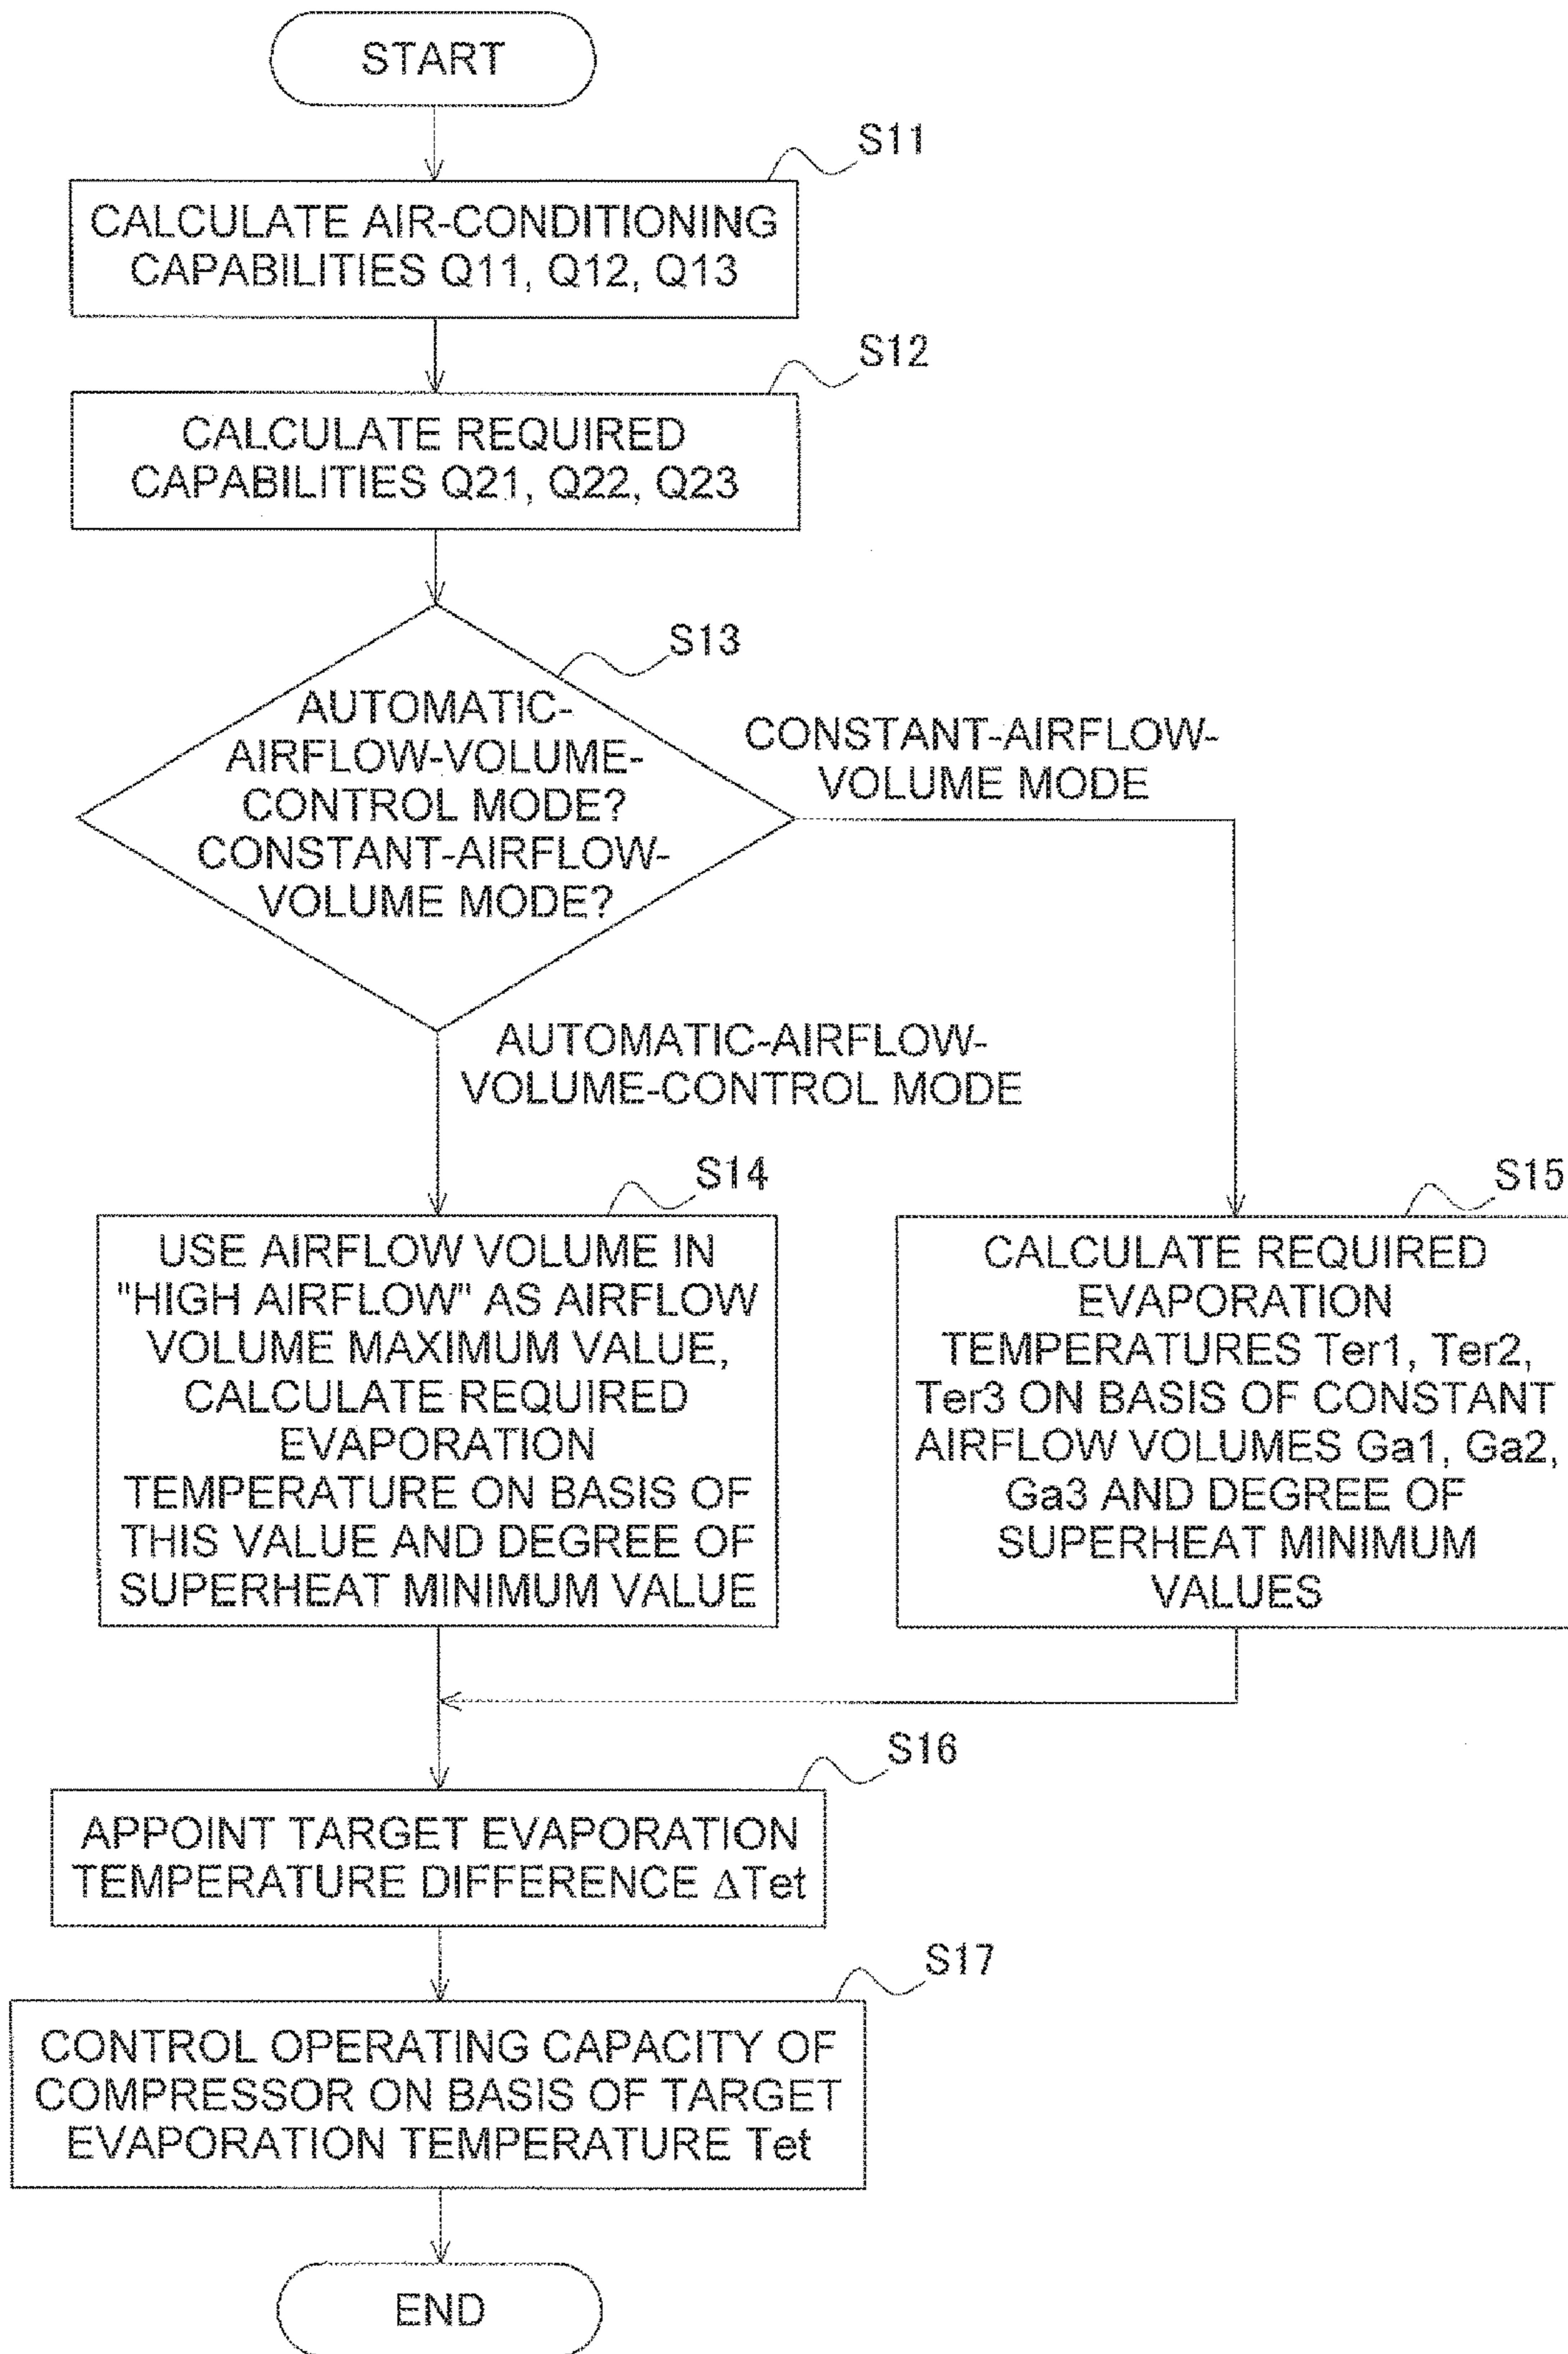 START
S11
CALCULATE AIR-CONDITIONING
CAPABILITIES Q11, Q12, Q13
S12
CALCULATE REQUIRED
CAPABILITIES Q21, Q22, Q23
S13
AUTOMATIC-
AIRFLOW-VOLUME-
CONTROL MODE?
CONSTANT-AIRFLOW-
VOLUME MODE?
CONSTANT-AIRFLOW-
VOLUME MODE
AUTOMATIC-AIRFLOW-
VOLUME-CONTROL MODE
S14
USE AIRFLOW VOLUME IN
"HIGH AIRFLOW" AS AIRFLOW
VOLUME MAXIMUM VALUE,
CALCULATE REQUIRED
EVAPORATION
TEMPERATURE ON BASIS OF
THIS VALUE AND DEGREE OF
SUPERHEAT MINIMUM VALUE
S15
CALCULATE REQUIRED
EVAPORATION
TEMPERATURES Ter1, Ter2,
Ter3 ON BASIS OF CONSTANT
AIRFLOW VOLUMES Ga1, Ga2,
Ga3 AND DEGREE OF
SUPERHEAT MINIMUM
VALUES
S16
APPOINT TARGET EVAPORATION
TEMPERATURE DIFFERENCE ΔTet
S17
CONTROL OPERATING CAPACITY OF
COMPRESSOR ON BASIS OF TARGET
EVAPORATION TEMPERATURE Tet
END